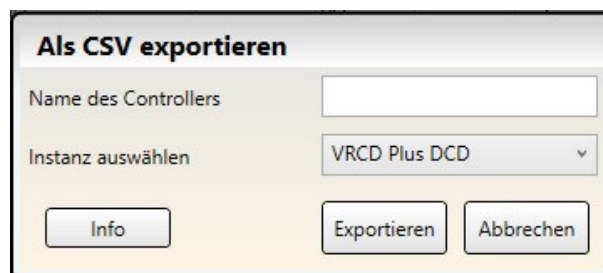 Als CSV exportieren
Name des Controllers
Instanz auswählen VRCD Plus DCD
Info Exportieren Abbrechen